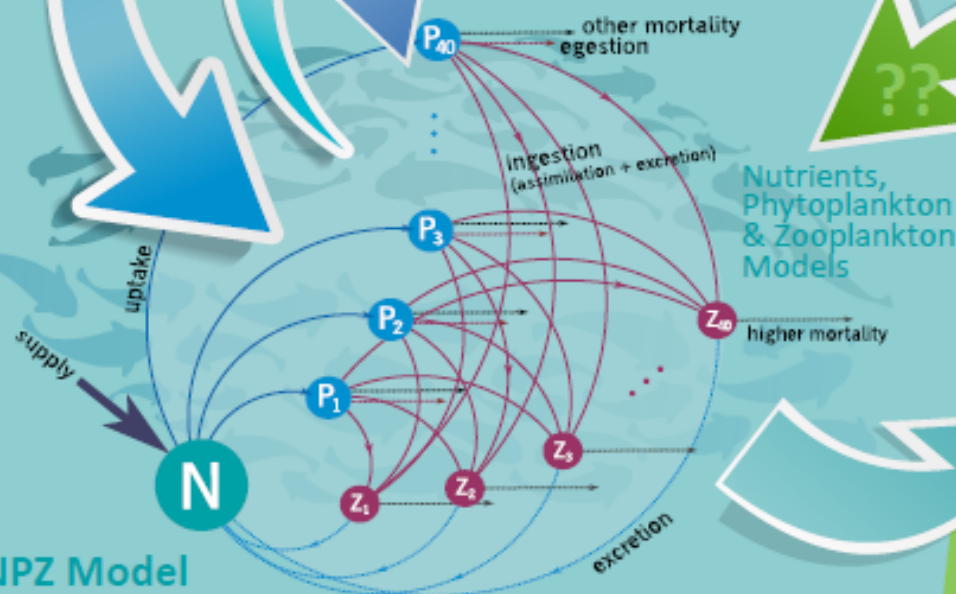 P40
other mortality
egestion
ingestion
(assimilation + excretion)
??
Nutrients,
Phytoplankton
& Zooplankton
Models
P3
uptake
P2
Z40
higher mortality
supply
P1
Z3
N
Z2
Z1
excretion
NPZ Model